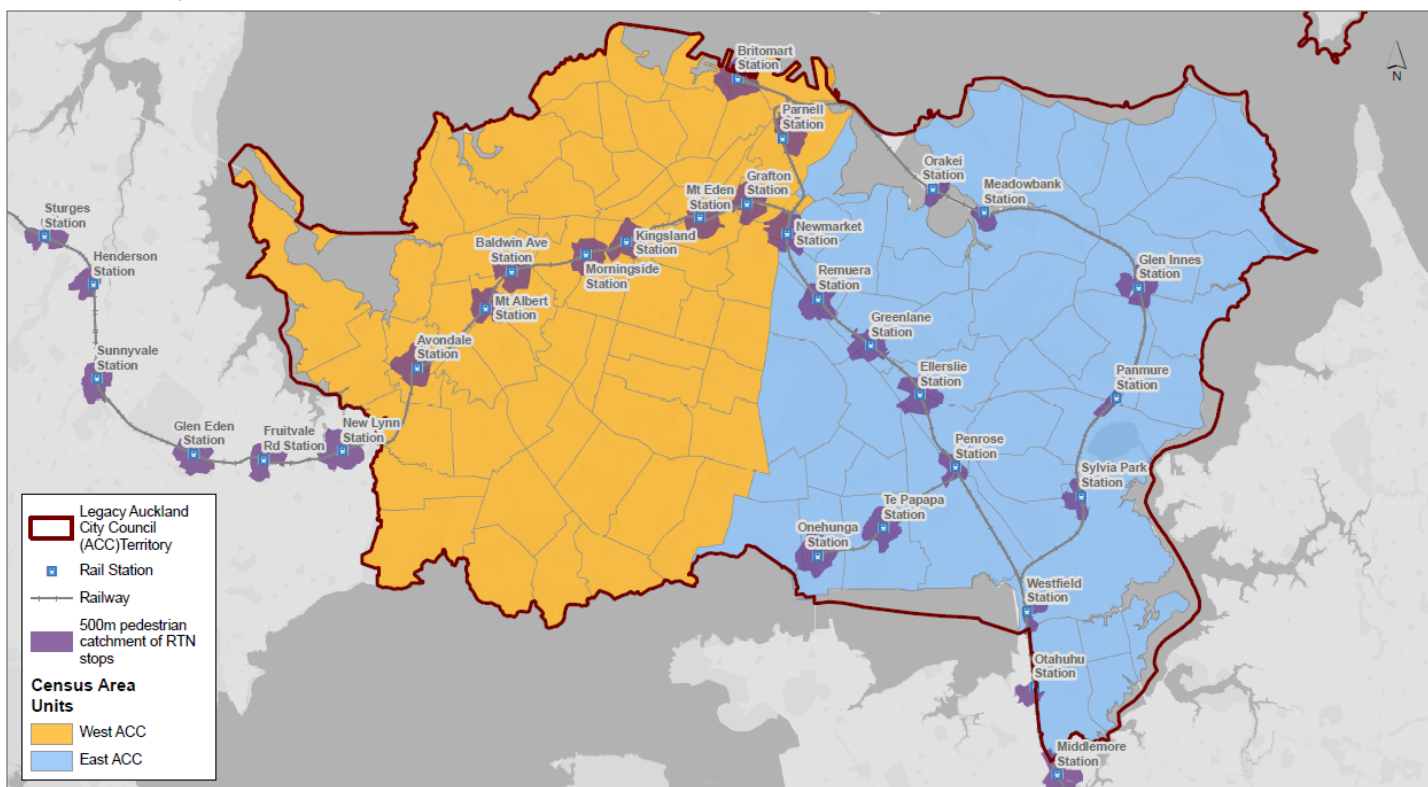 Britomart
Station
N
Parnell
Station
Orakei
Station
Meadowbank
Station
Grafton
Station
Mt Eden
Station
Sturges
Station
Newmarket
Station
Kingsland
Station
Baldwin Ave
Station
Henderson
Station
Morningside
Station
Glen Innes
Station
Remuera
Station
Mt Albert
Station
Greenlane
Station
Avondale
Station
Sunnyvale
Station
Ellerslie
Station
Panmure
Station
New Lynn
Station
Glen Eden
Station
Fruitvale
Rd Station
Penrose
Station
Sylvia Park
Station
Te Papapa
Station
Onehunga
Station
Westfield
Station
Otahuhu
Station
Middlemore
Station
Legacy Auckland
City Council
(ACC)Territory
Rail Station
Railway
500m pedestrian
catchment of RTN
stops
Census Area
Units
West ACC
East ACC